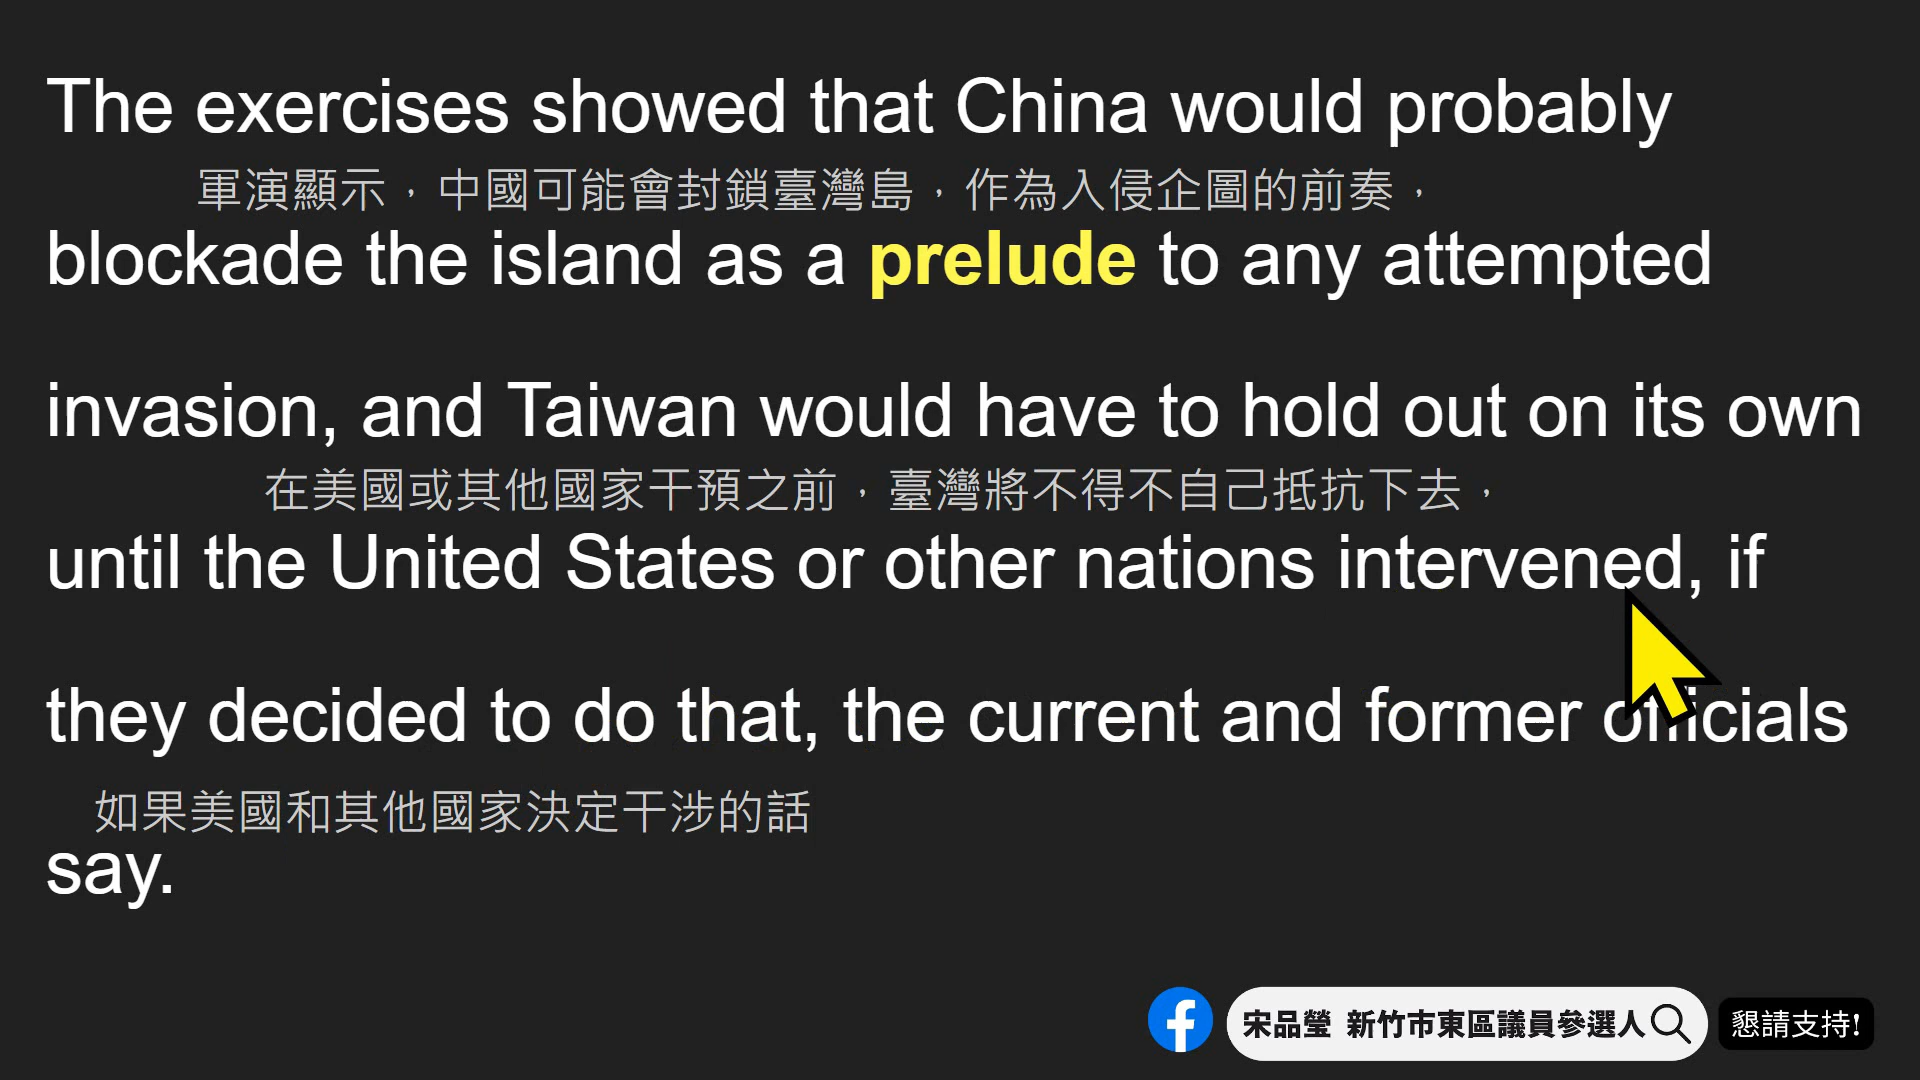 The exercises showed that China would probably
軍演顯示，中國可能會封鎖臺灣島，作為入侵企圖的前奏，
blockade the island as a prelude to any attempted
invasion, and Taiwan would have to hold out on its own
在美國或其他國家干預之前，臺灣將不得不自己抵抗下去，
until the United States or other nations intervened, if
they decided to do that, the current and former officials
如果美國和其他國家決定干涉的話
say.
宋品瑩 新竹市東區議員參選人
懇請支持!